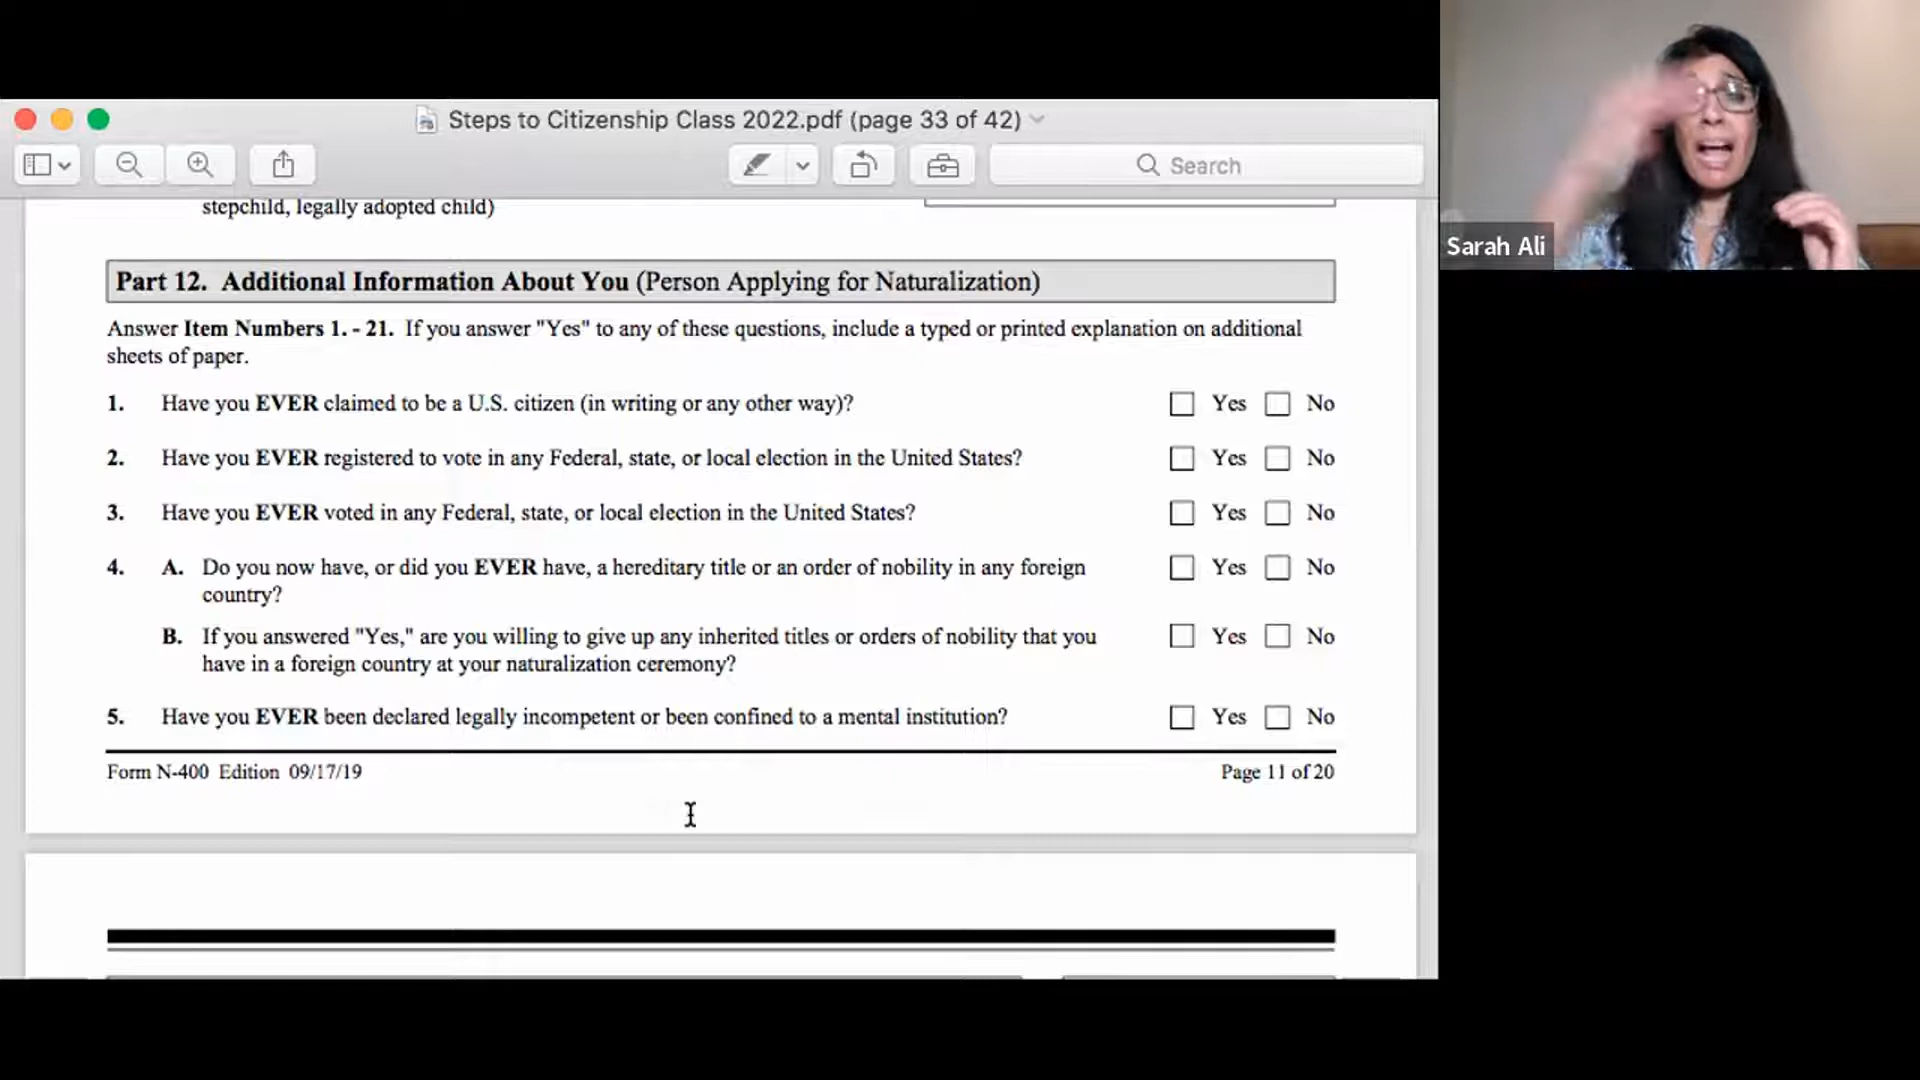 Steps to Citizenship Class 2022.pdf (page 33 of 42)
Search
Sarah Ali
stepchild, legally adopted child)
Part 12. Additional Information About You (Person Applying for Naturalization)
Answer Item Numbers 1. - 21. If you answer "Yes" to any of these questions, include a typed or printed explanation on additional
sheets of paper.
1. Have you EVER claimed to be a U.S. citizen (in writing or any other way)? Yes No
2. Have you EVER registered to vote in any Federal, state, or local election in the United States? Yes No
3. Have you EVER voted in any Federal, state, or local election in the United States? Yes No
4. A. Do you now have, or did you EVER have, a hereditary title or an order of nobility in any foreign Yes No
country?
B. If you answered "Yes," are you willing to give up any inherited titles or orders of nobility that you Yes No
have in a foreign country at your naturalization ceremony?
5. Have you EVER been declared legally incompetent or been confined to a mental institution? Yes No
Form N-400 Edition 09/17/19 Page 11 of 20